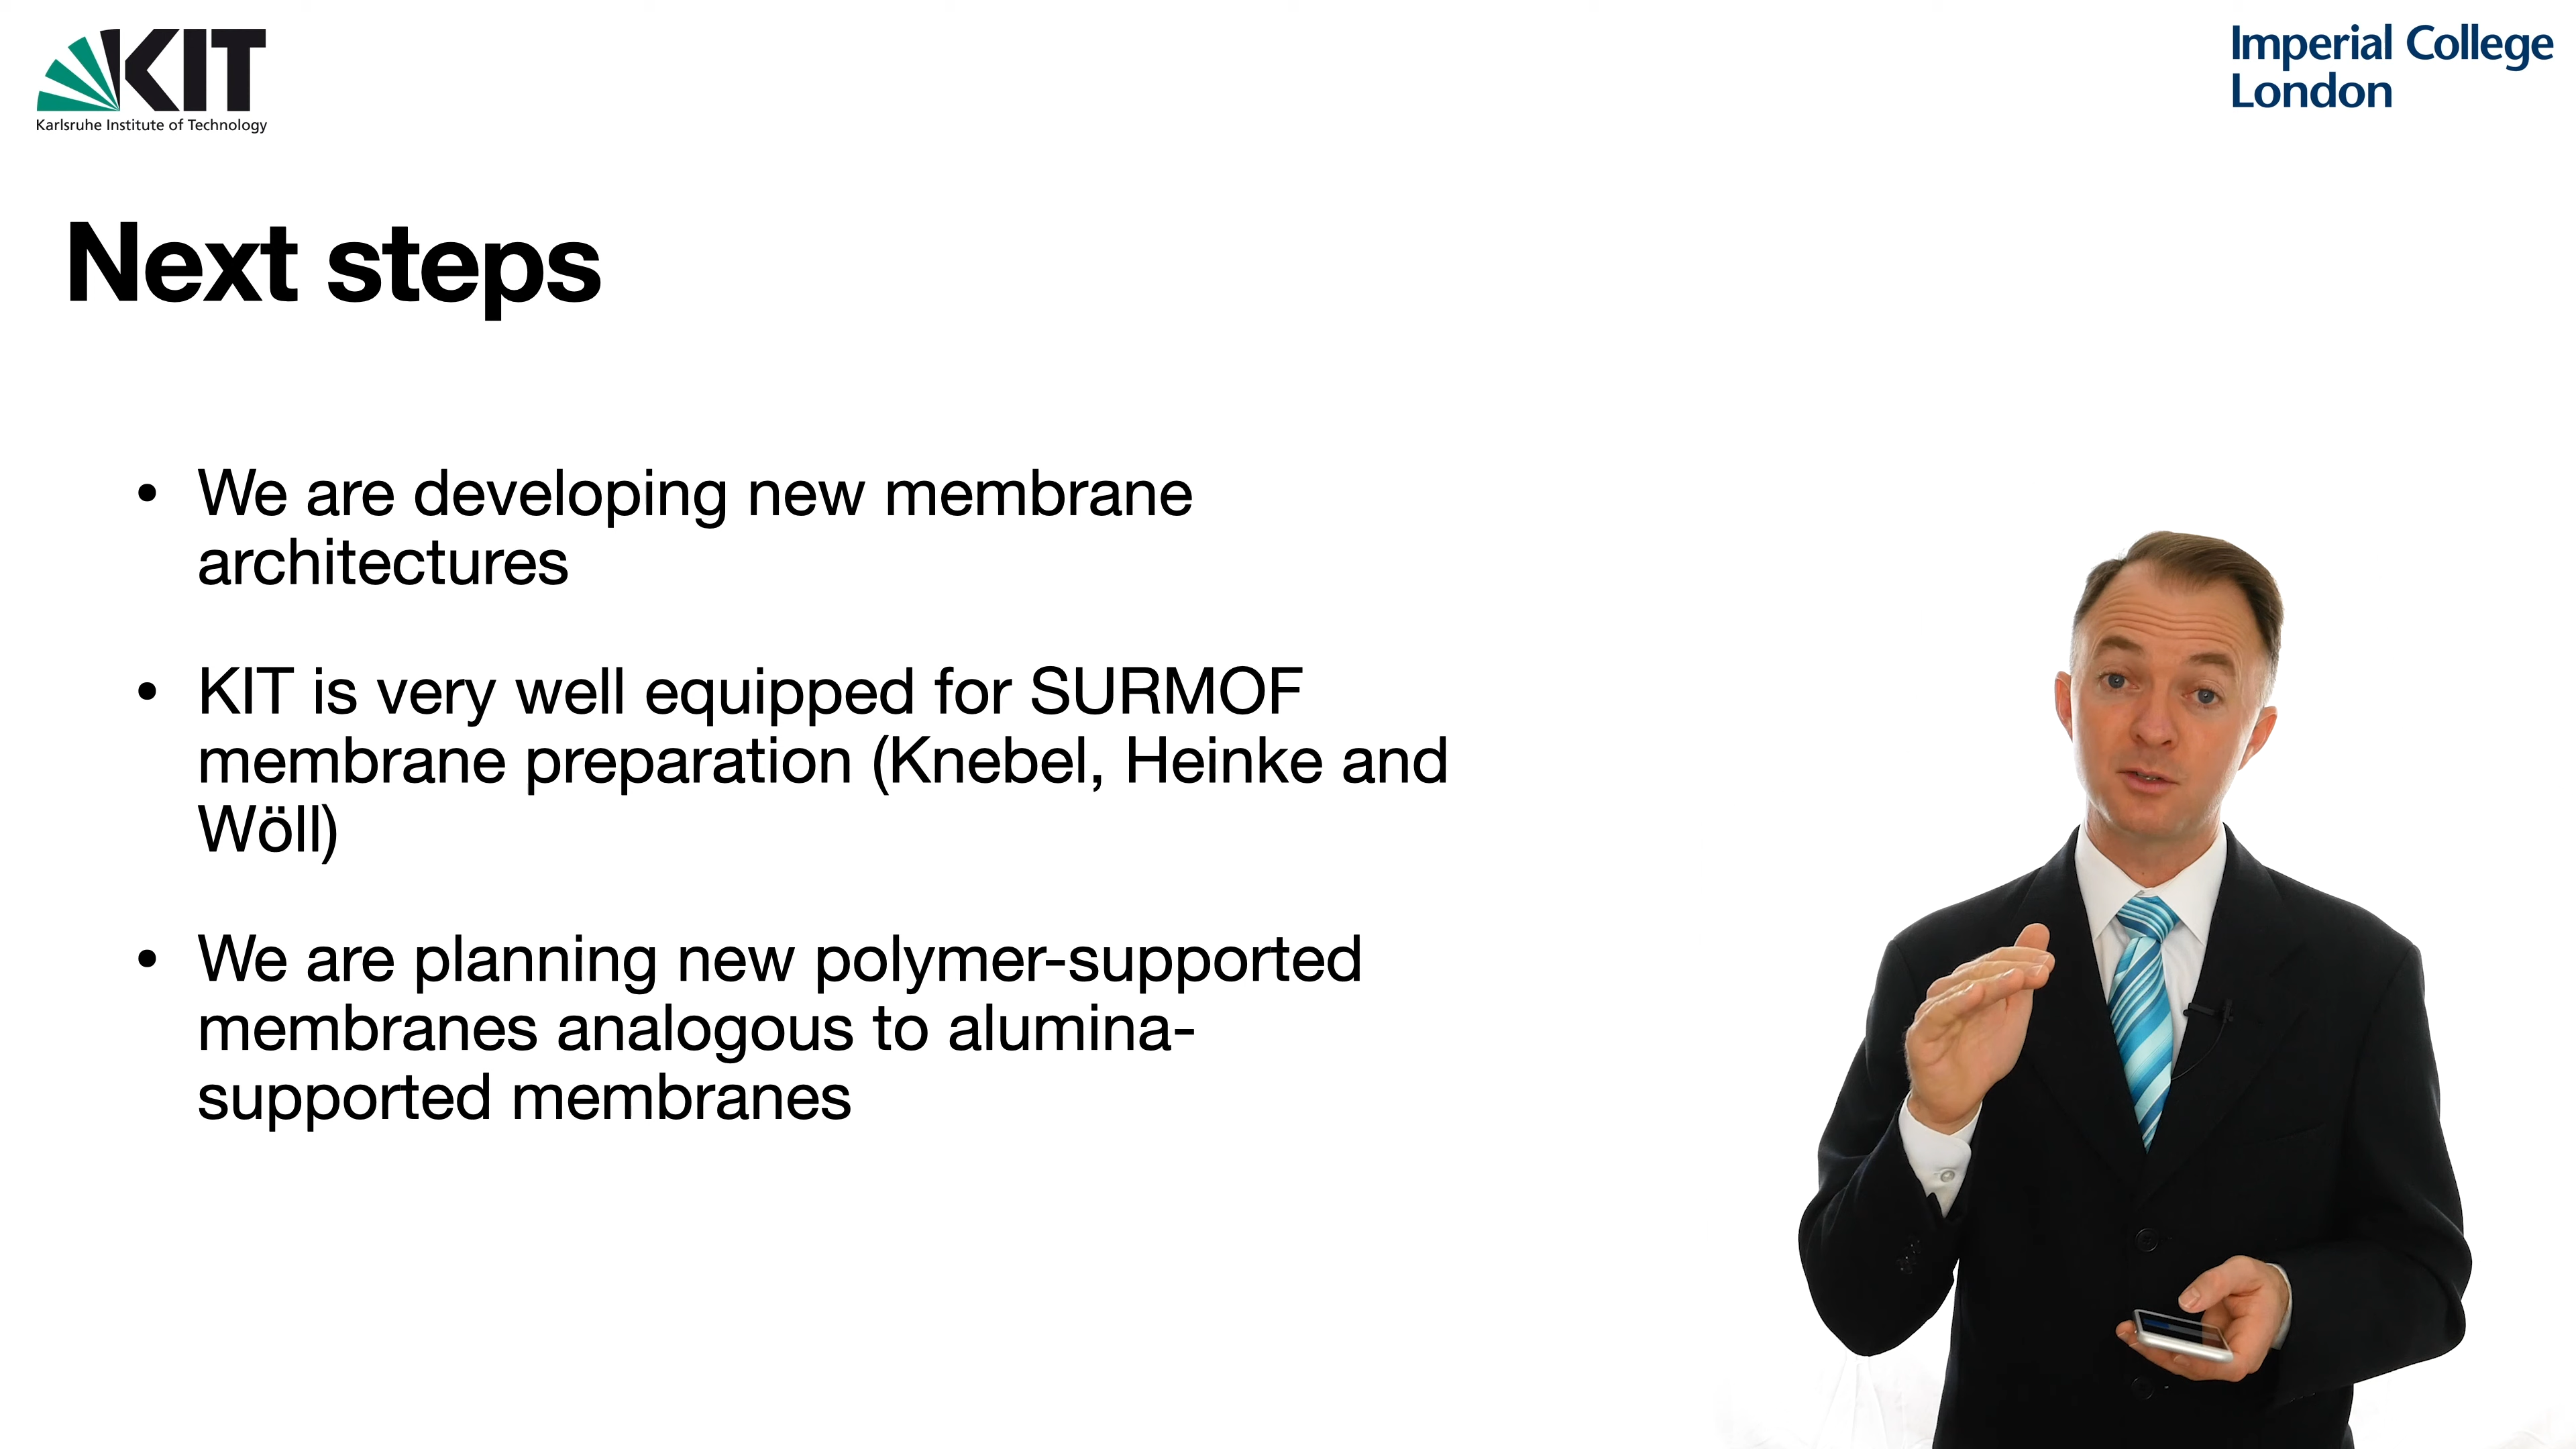 KIT
Karlsruhe Institute of Technology
Imperial College
London
Next steps
• We are developing new membrane
architectures
• KIT is very well equipped for SURMOF
membrane preparation (Knebel, Heinke and
Wöll)
• We are planning new polymer-supported
membranes analogous to alumina-
supported membranes